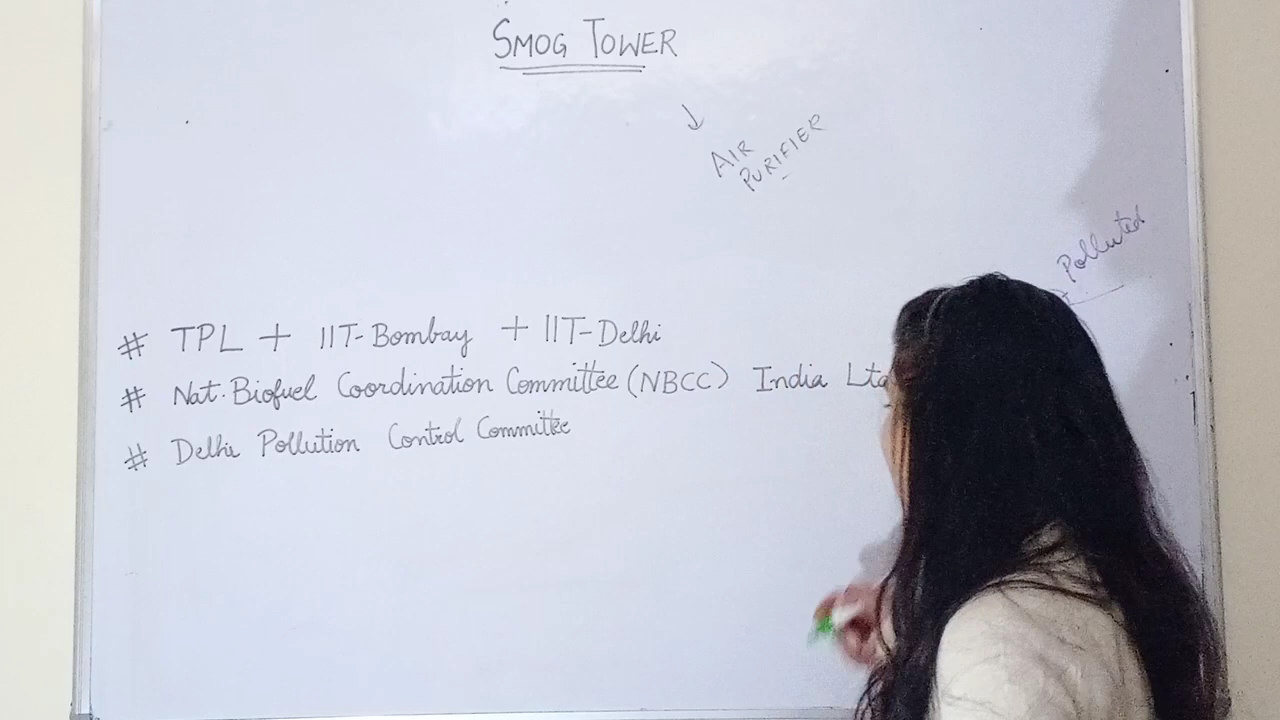 SMOG TOWER
↓
AIR
PURIFIER
Polluted
# TPL + IIT-Bombay + IIT-Delhi
# Nat. Biofuel Coordination Committee (NBCC) India Ltd
# Delhi Pollution Control Committee